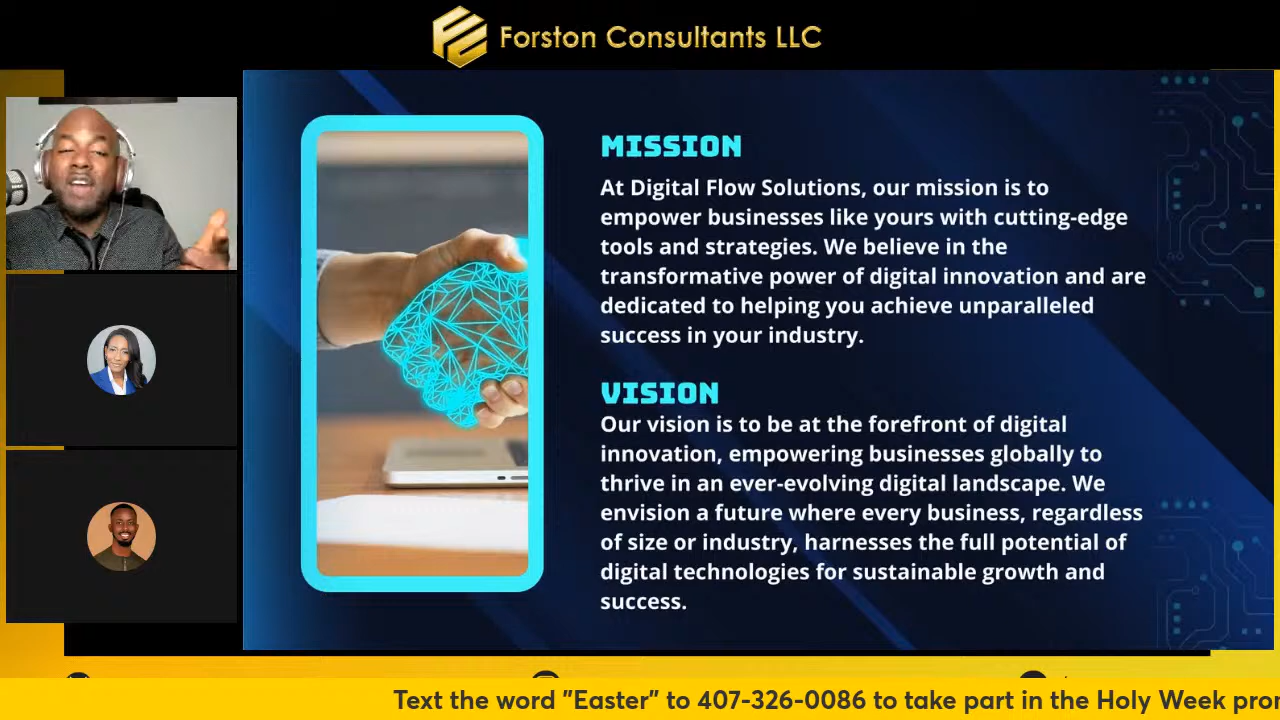 Forston Consultants LLC
MISSION
At Digital Flow Solutions, our mission is to
empower businesses like yours with cutting-edge
tools and strategies. We believe in the
transformative power of digital innovation and are
dedicated to helping you achieve unparalleled
success in your industry.
VISION
Our vision is to be at the forefront of digital
innovation, empowering businesses globally to
thrive in an ever-evolving digital landscape. We
envision a future where every business, regardless
of size or industry, harnesses the full potential of
digital technologies for sustainable growth and
success.
Text the word "Easter" to 407-326-0086 to take part in the Holy Week